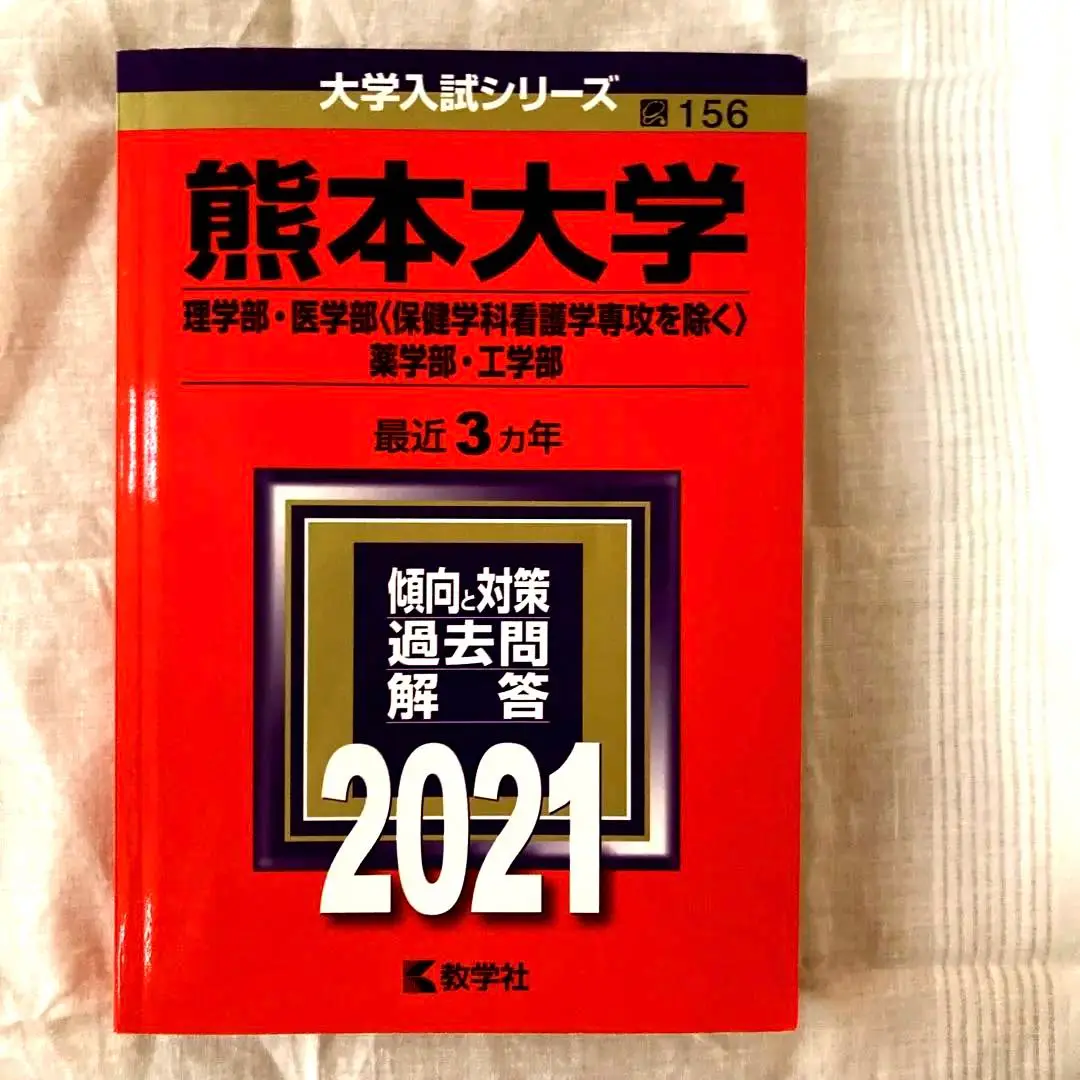 大学入試シリーズ
156
熊本大学
理学部・医学部〈保健学科看護学専攻を除く〉
薬学部・工学部
最近3カ年
傾向と対策
過去問
解答
2021
教学社